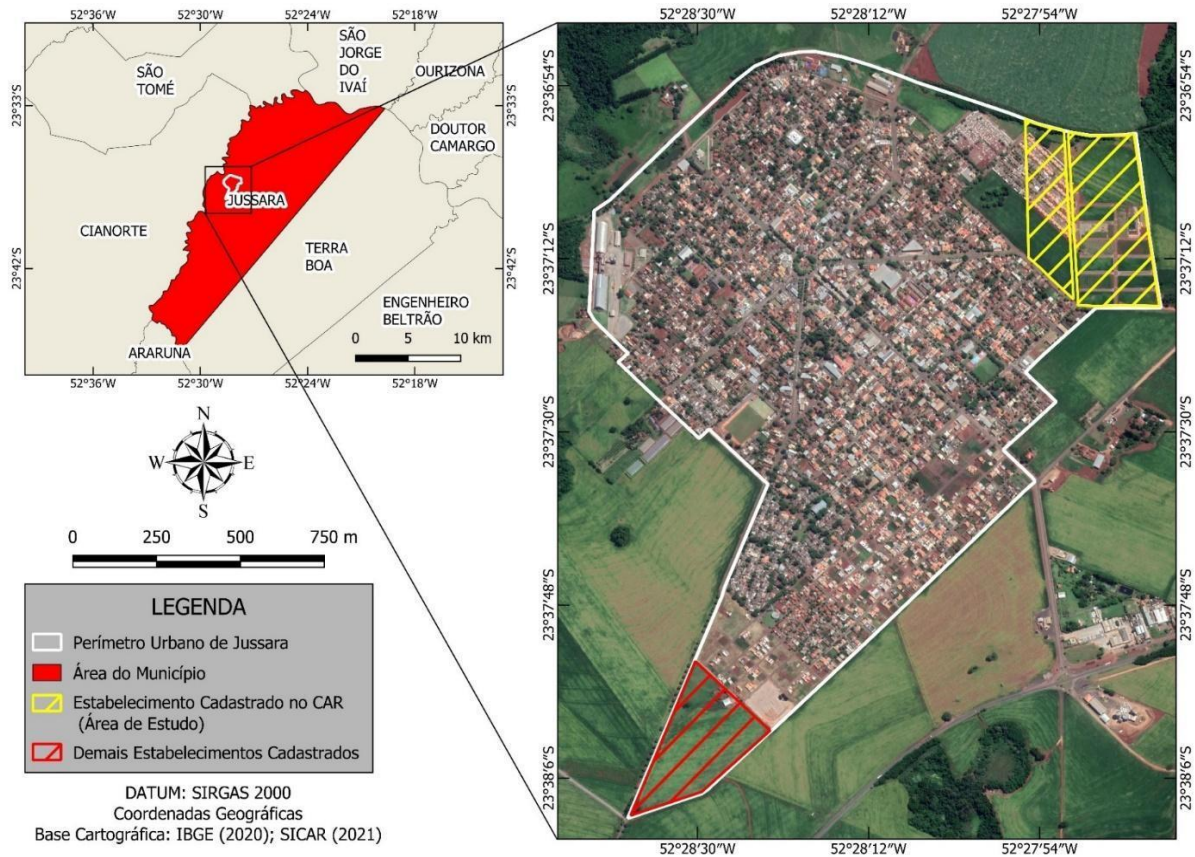 52°36'W 52°30'W 52°24'W 52°18'W
SÃO
TOMÉ
SÃO
JORGE
DO
IVAÍ
OURIZONA
DOUTOR
CAMARGO
JUSSARA
CIANORTE
TERRA
BOA
ENGENHEIRO
BELTRÃO
ARARUNA
0 5 10 km
23°33'S
23°42'S
23°33'S
23°42'S
52°36'W 52°30'W 52°24'W 52°18'W
N
W E
S
0 250 500 750 m
LEGENDA
Perímetro Urbano de Jussara
Área do Município
Estabelecimento Cadastrado no CAR
(Área de Estudo)
Demais Estabelecimentos Cadastrados
DATUM: SIRGAS 2000
Coordenadas Geográficas
Base Cartográfica: IBGE (2020); SICAR (2021)
52°28'30"W 52°28'12"W 52°27'54"W
23°36'54"S
23°37'12"S
23°37'30"S
23°37'48"S
23°38'6"S
23°36'54"S
23°37'12"S
23°37'30"S
23°37'48"S
23°38'6"S
52°28'30"W 52°28'12"W 52°27'54"W